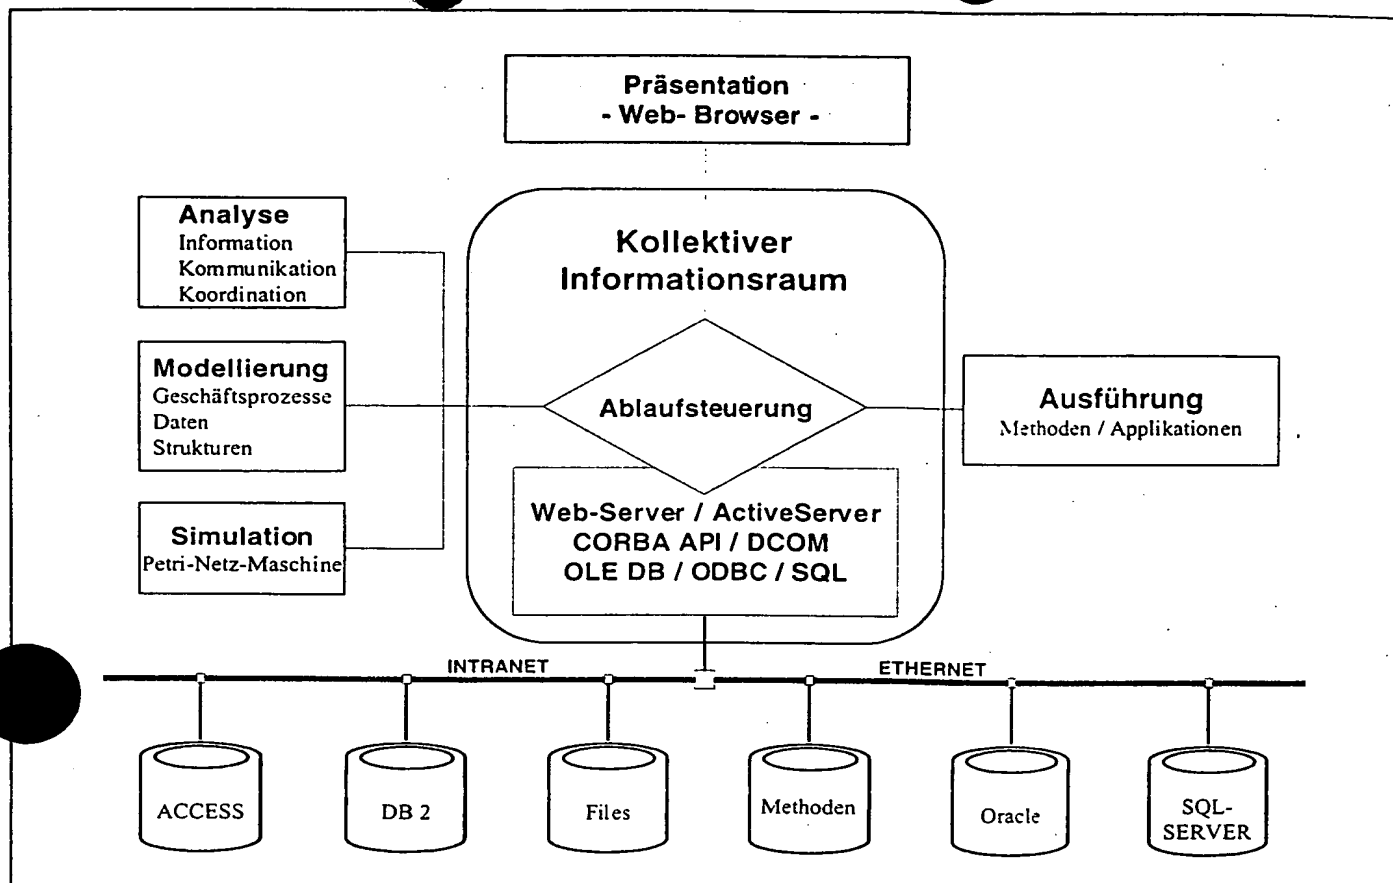 Präsentation
- Web- Browser -
Analyse
Information
Kommunikation
Koordination
Kollektiver
Informationsraum
Modellierung
Geschäftsprozesse
Daten
Strukturen
Ablaufsteuerung
Ausführung
Methoden / Applikationen
Simulation
Petri-Netz-Maschine
Web-Server / ActiveServer
CORBA API / DCOM
OLE DB / ODBC / SQL
INTRANET
ETHERNET
ACCESS
DB 2
Files
Methoden
Oracle
SQL-
SERVER